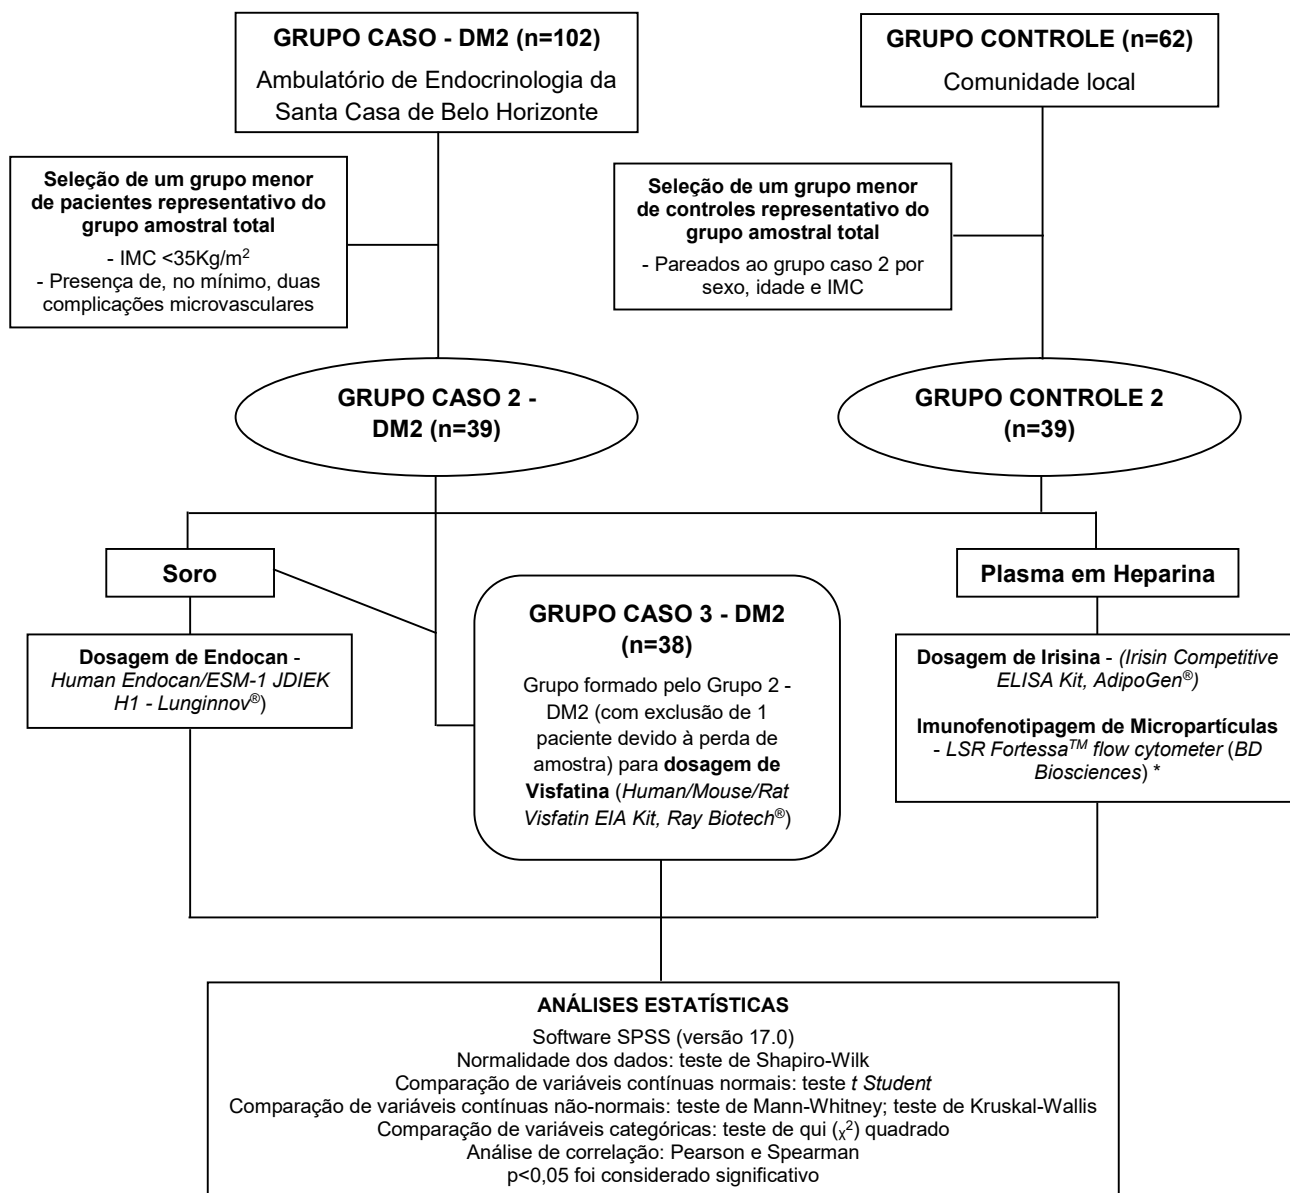 GRUPO CASO - DM2 (n=102)
Ambulatório de Endocrinologia da
Santa Casa de Belo Horizonte
GRUPO CONTROLE (n=62)
Comunidade local
Seleção de um grupo menor
de pacientes representativo do
grupo amostral total
- IMC <35Kg/m²
- Presença de, no mínimo, duas
complicações microvasculares
Seleção de um grupo menor
de controles representativo do
grupo amostral total
- Pareados ao grupo caso 2 por
sexo, idade e IMC
GRUPO CASO 2 -
DM2 (n=39)
GRUPO CONTROLE 2
(n=39)
Soro
Plasma em Heparina
Dosagem de Endocan -
Human Endocan/ESM-1 JDIEK
H1 - Lunginnov®)
GRUPO CASO 3 - DM2
(n=38)
Grupo formado pelo Grupo 2 -
DM2 (com exclusão de 1
paciente devido à perda de
amostra) para dosagem de
Visfatina (Human/Mouse/Rat
Visfatin EIA Kit, Ray Biotech®)
Dosagem de Irisina - (Irisin Competitive
ELISA Kit, AdipoGen®)
Imunofenotipagem de Micropartículas
- LSR Fortessa™ flow cytometer (BD
Biosciences) *
ANÁLISES ESTATÍSTICAS
Software SPSS (versão 17.0)
Normalidade dos dados: teste de Shapiro-Wilk
Comparação de variáveis contínuas normais: teste t Student
Comparação de variáveis contínuas não-normais: teste de Mann-Whitney; teste de Kruskal-Wallis
Comparação de variáveis categóricas: teste de qui (χ²) quadrado
Análise de correlação: Pearson e Spearman
p<0,05 foi considerado significativo